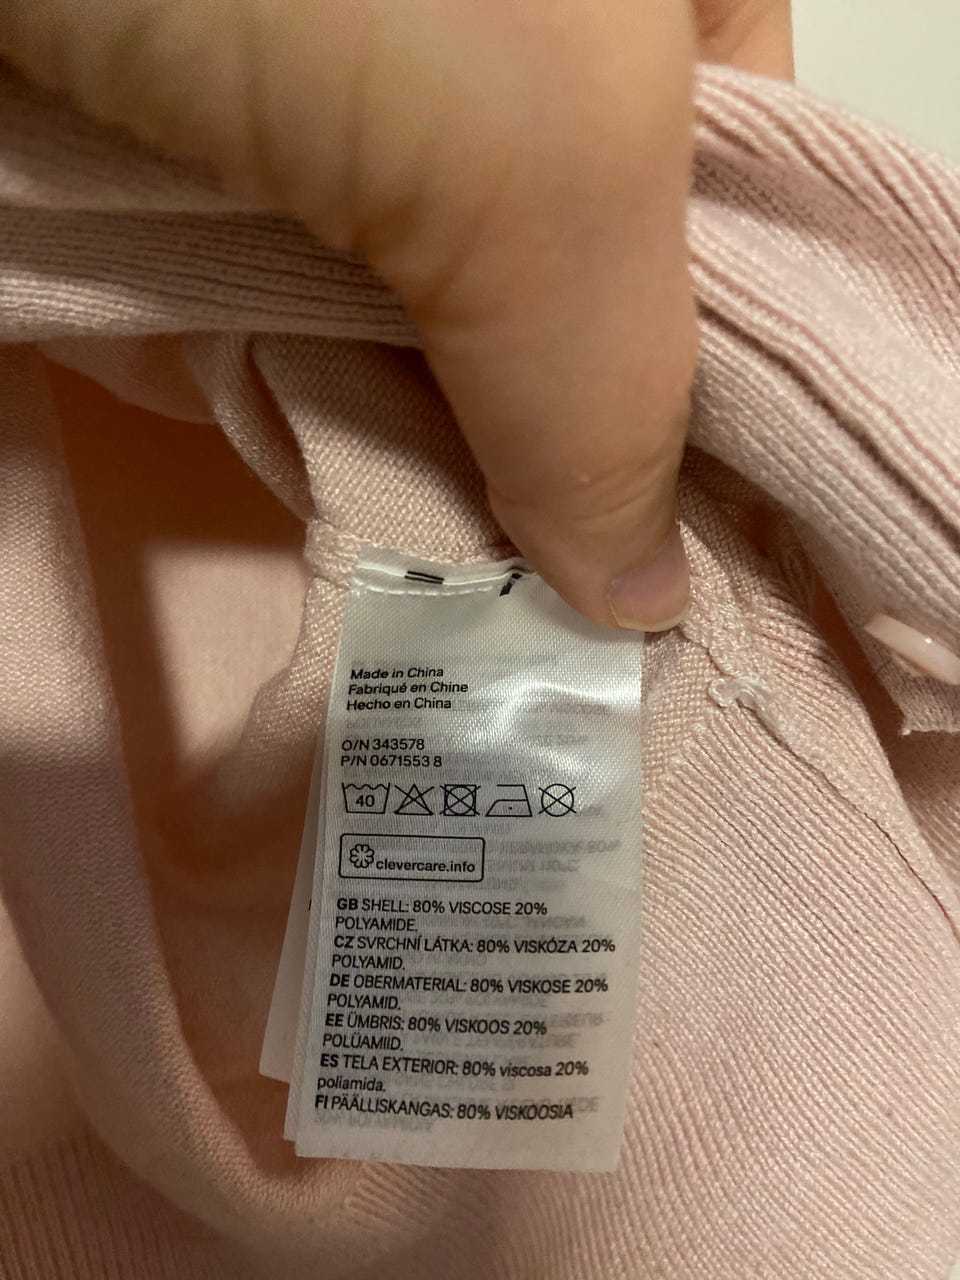 Made in China
Fabriqué en Chine
Hecho en China
O/N 343578
P/N 0671553 8
40
clevercare.info
GB SHELL: 80% VISCOSE 20%
POLYAMIDE.
CZ SVRCHNÍ LÁTKA: 80% VISKÓZA 20%
POLYAMID.
DE OBERMATERIAL: 80% VISKOSE 20%
POLYAMID.
EE ÜMBRIS: 80% VISKOOS 20%
POLÜAMIID.
ES TELA EXTERIOR: 80% viscosa 20%
poliamida.
FI PÄÄLLISKANGAS: 80% VISKOOSIA